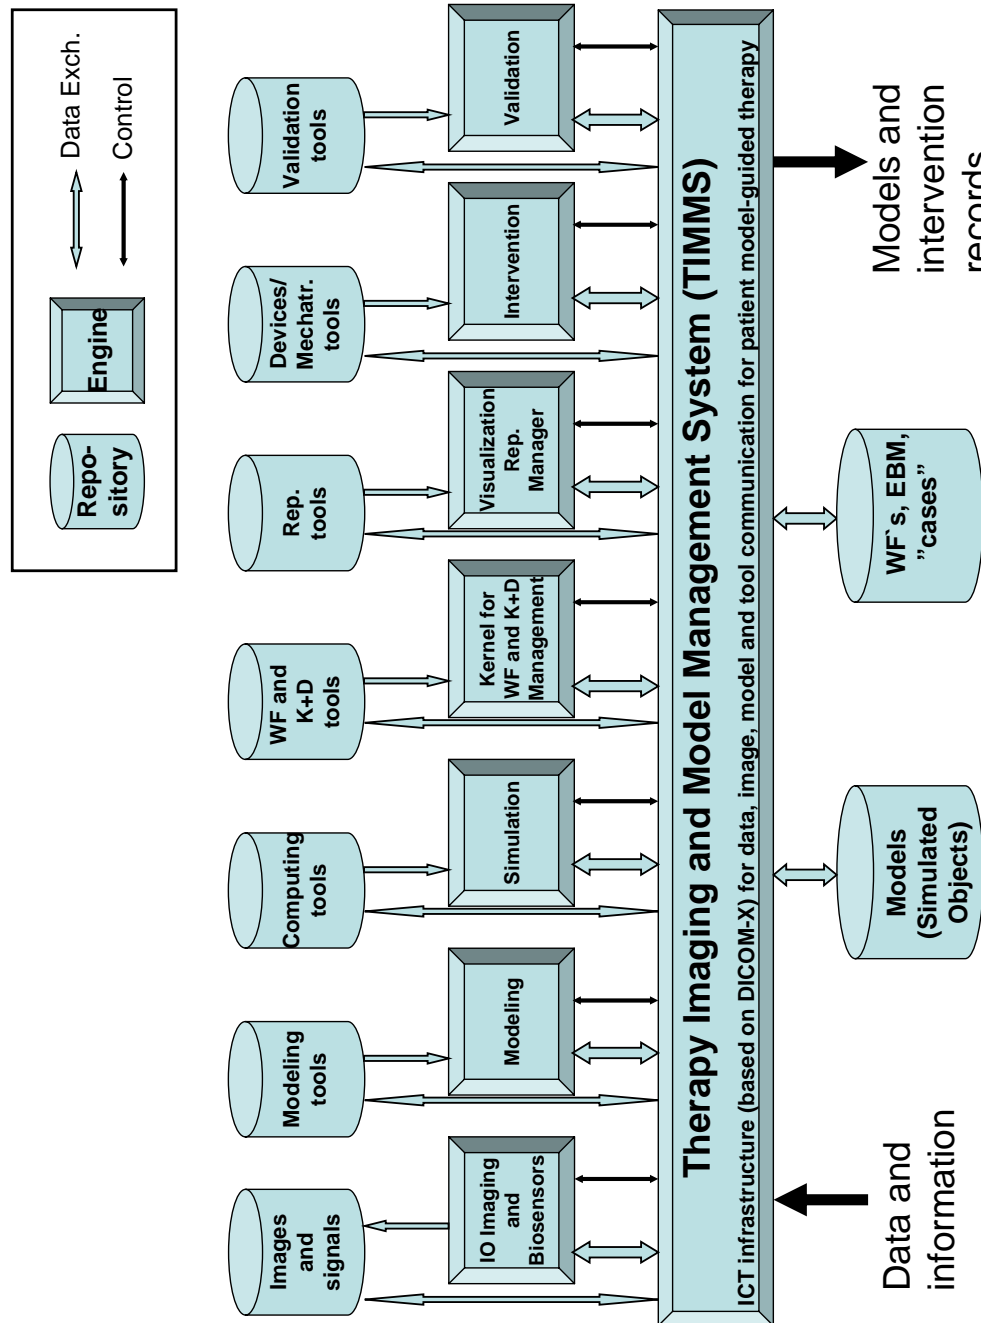 Data Exch.
Control
Engine
Repo-
sitory
Images
and
signals
Modeling
tools
Computing
tools
WF and
K+D
tools
Rep.
tools
Devices/
Mechatr.
tools
Validation
tools
IO Imaging
and
Biosensors
Modeling
Simulation
Kernel for
WF and K+D
Management
Visualization
Rep.
Manager
Intervention
Validation
Therapy Imaging and Model Management System (TIMMS)
ICT infrastructure (based on DICOM-X) for data, image, model and tool communication for patient model-guided therapy
Data and
information
Models
(Simulated
Objects)
WF`s, EBM,
”cases”
Models and
intervention
records